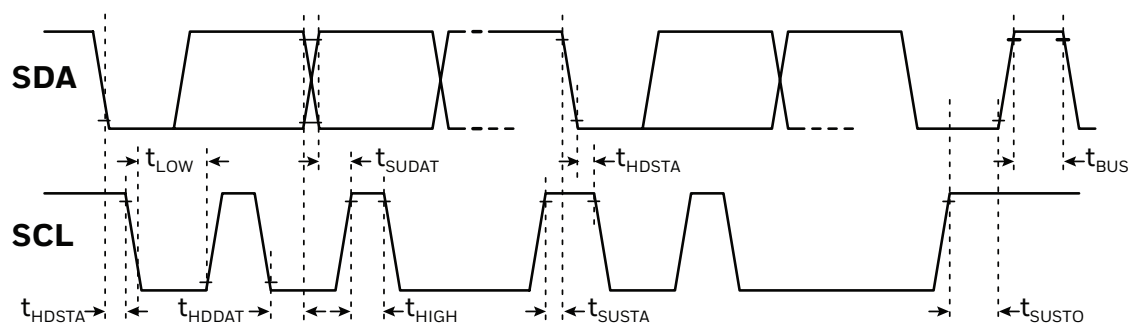 SDA
tLOW tSUDAT tHDSTA tBUS
SCL
tHDSTA tHDDAT tHIGH tSUSTA tSUSTO